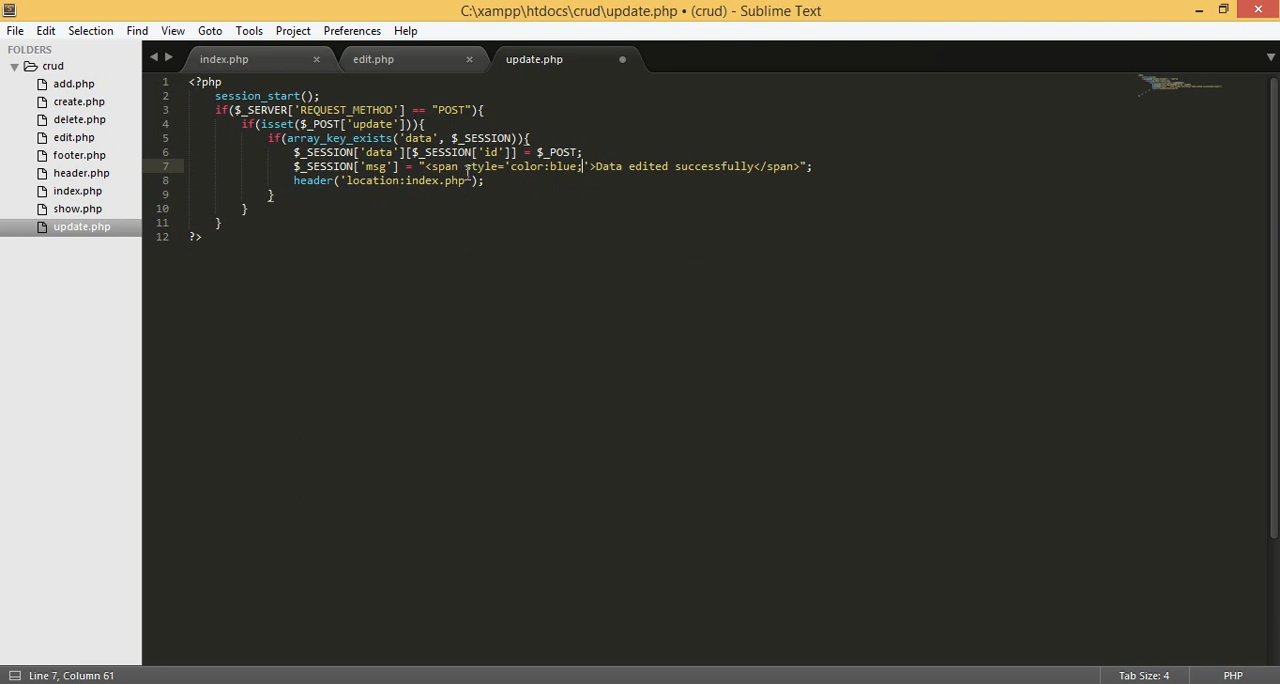 C:\xampp\htdocs\crud\update.php • (crud) - Sublime Text
File Edit Selection Find View Goto Tools Project Preferences Help
FOLDERS
crud
add.php
create.php
delete.php
edit.php
footer.php
header.php
index.php
show.php
update.php
index.php × edit.php × update.php
1 <?php
2 session_start();
3 if($_SERVER['REQUEST_METHOD'] == "POST"){
4 if(isset($_POST['update'])){
5 if(array_key_exists('data', $_SESSION)){
6 $_SESSION['data'][$_SESSION['id']] = $_POST;
7 $_SESSION['msg'] = "<span style='color:blue;'>Data edited successfully</span>";
8 header('location:index.php');
9 }
10 }
11 }
12 ?>
Line 7, Column 61
Tab Size: 4
PHP